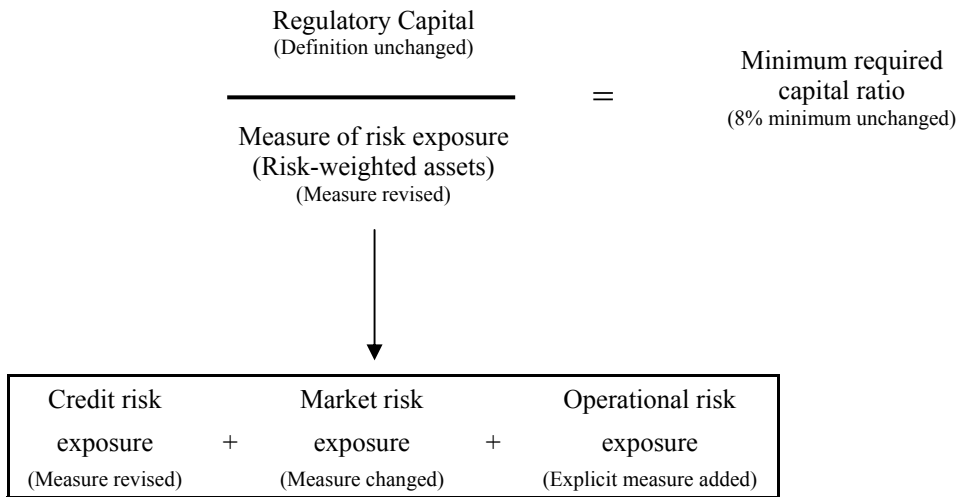 Regulatory Capital
(Definition unchanged)
=
Minimum required
capital ratio
(8% minimum unchanged)
Measure of risk exposure
(Risk-weighted assets)
(Measure revised)
Credit risk
exposure
(Measure revised)
+
Market risk
exposure
(Measure changed)
+
Operational risk
exposure
(Explicit measure added)